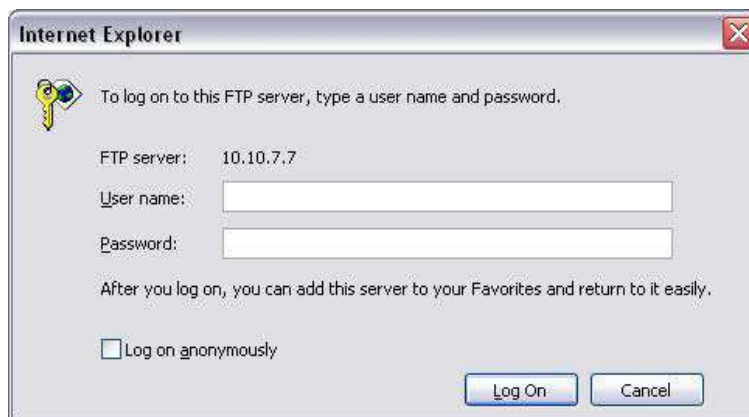 Internet Explorer
To log on to this FTP server, type a user name and password.
FTP server: 10.10.7.7
User name:
Password:
After you log on, you can add this server to your Favorites and return to it easily.
Log on anonymously
Log On Cancel